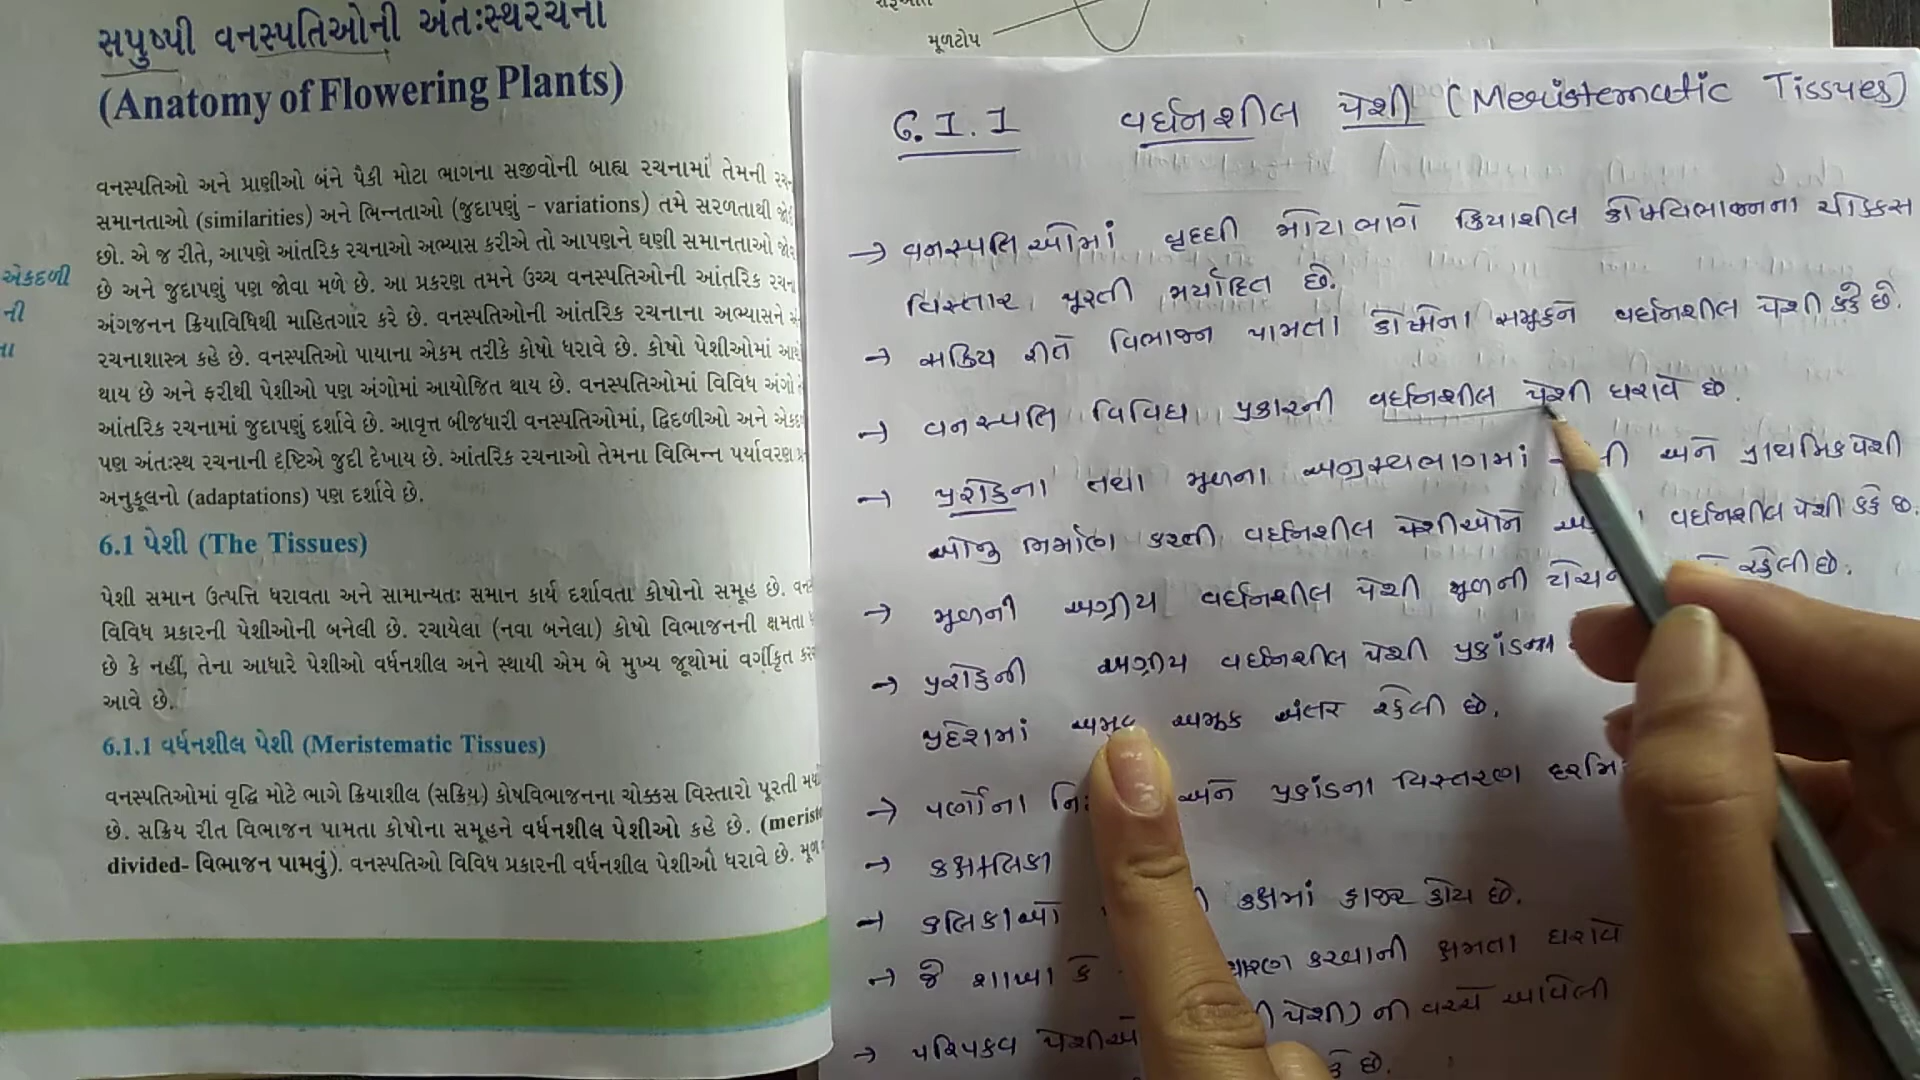 સપુષ્પી વનસ્પતિઓની અંતઃસ્થરચના
(Anatomy of Flowering Plants)
વનસ્પતિઓ અને પ્રાણીઓ બંને પૈકી મોટા ભાગના સજીવોની બાહ્ય રચનામાં તેમની
સમાનતાઓ (similarities) અને ભિન્નતાઓ (જુદાપણું - variations) તમે સરળતાથી
છો. એ જ રીતે, આપણે આંતરિક રચનાઓ અભ્યાસ કરીએ તો આપણને ઘણી સમાનતાઓ
છે અને જુદાપણું પણ જોવા મળે છે. આ પ્રકરણ તમને ઉચ્ચ વનસ્પતિઓની આંતરિક
અંગજનન ક્રિયાવિધિથી માહિતગાર કરે છે. વનસ્પતિઓની આંતરિક રચનાના અભ્યાસને
રચનાશાસ્ત્ર કહે છે. વનસ્પતિઓ પાયાના એકમ તરીકે કોષો ધરાવે છે. કોષો પેશીઓમાં
થાય છે અને ફરીથી પેશીઓ પણ અંગોમાં આયોજિત થાય છે. વનસ્પતિઓમાં વિવિધ અંગો
આંતરિક રચનામાં જુદાપણું દર્શાવે છે. આવૃત્ત બીજધારી વનસ્પતિઓમાં, દ્વિદળીઓ અને
પણ અંતઃસ્થ રચનાની દૃષ્ટિએ જુદી દેખાય છે. આંતરિક રચનાઓ તેમના વિભિન્ન પર્યાવરણ
અનુકૂલનો (adaptations) પણ દર્શાવે છે.
એકદળી
ની
6.1 પેશી (The Tissues)
પેશી સમાન ઉત્પત્તિ ધરાવતા અને સામાન્યતઃ સમાન કાર્ય દર્શાવતા કોષોનો સમૂહ છે.
વિવિધ પ્રકારની પેશીઓની બનેલી છે. રચાયેલા (નવા બનેલા) કોષો વિભાજનની ક્ષમતા
છે કે નહીં, તેના આધારે પેશીઓ વર્ધનશીલ અને સ્થાયી એમ બે મુખ્ય જૂથોમાં વર્ગીકૃત
આવે છે.
6.1.1 વર્ધનશીલ પેશી (Meristematic Tissues)
વનસ્પતિઓમાં વૃદ્ધિ મોટે ભાગે ક્રિયાશીલ (સક્રિય) કોષવિભાજનના ચોક્કસ વિસ્તારો પૂરતી
છે. સક્રિય રીત વિભાજન પામતા કોષોના સમૂહને વર્ધનશીલ પેશીઓ કહે છે.
divided- વિભાજન પામવું). વનસ્પતિઓ વિવિધ પ્રકારની વર્ધનશીલ પેશીઓ ધરાવે છે. મૂળ
મૂળટોપ
6.1.1 વર્ધનશીલ પેશી (Meristematic Tissues)
→ વનસ્પતિઓમાં વૃદ્ધી મોટાભાગે ક્રિયાશીલ કોષવિભાજનના ચોક્કસ
વિસ્તાર પૂરતી મર્યાદિત છે.
→ સક્રિય રીતે વિભાજન પામતા કોષોના સમૂહને વર્ધનશીલ પેશી કહે છે.
→ વનસ્પતિ વિવિધ પ્રકારની વર્ધનશીલ પેશી ધરાવે છે.
→ પ્રરોહના તથા મૂળના અગ્રસ્થભાગમાં અને પ્રાથમિકપેશી
ઓનુ નિર્માણ કરતી વર્ધનશીલ પેશીઓને વર્ધનશીલ પેશી કહે છે.
→ મૂળની અગ્રીય વર્ધનશીલ પેશી મૂળની રહેલી છે.
→ પ્રરોહની અગ્રીય વર્ધનશીલ પેશી પ્રકાંડના
પ્રદેશમાં અમુક અંતર રહેલી છે.
→ પર્ણોના અને પ્રકાંડના વિસ્તરણ
→ કક્ષકલિકા
→ કલિકાઓ કક્ષમાં હાજર હોય છે.
→ જે શાખા કે કરવાની ક્ષમતા ધરાવે
→ પરિપકવ પેશી) ની વચ્ચે આવેલી
છે.